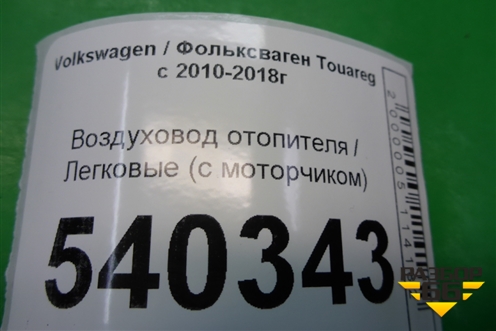 Volkswagen / Фольксваген Touareg
с 2010-2018г
Воздуховод отопителя /
Легковые (с моторчиком)
540343